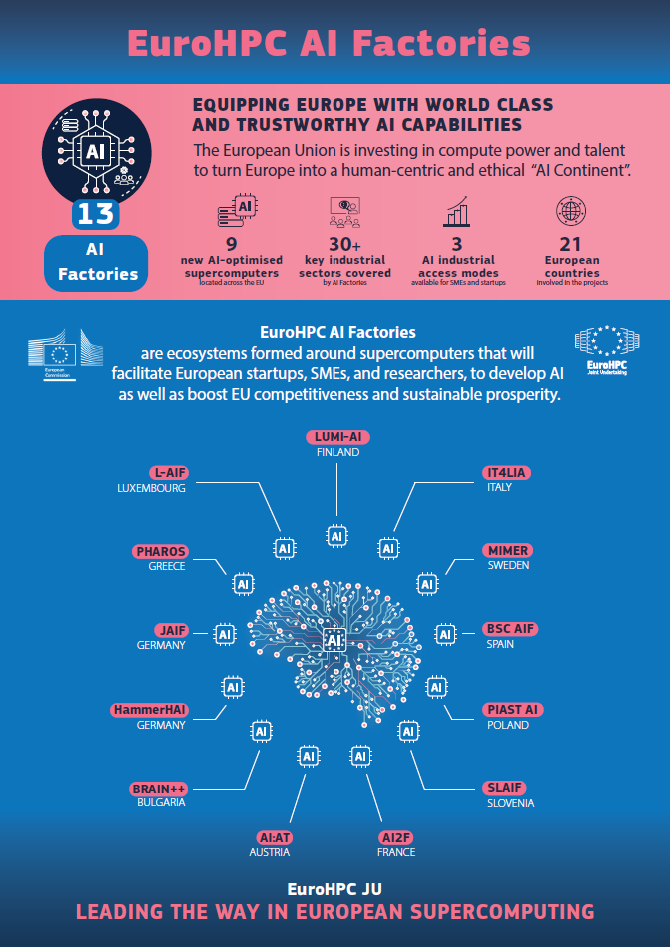 EuroHPC AI Factories
EQUIPPING EUROPE WITH WORLD CLASS
AND TRUSTWORTHY AI CAPABILITIES
The European Union is investing in compute power and talent
to turn Europe into a human-centric and ethical “AI Continent”.
AI
13
AI
Factories
AI
9
new AI-optimised
supercomputers
located across the EU
30+
key industrial
sectors covered
by AI Factories
3
AI industrial
access modes
available for SMEs and startups
21
European
countries
involved in the projects
European
Commission
EuroHPC
Joint Undertaking
EuroHPC AI Factories
are ecosystems formed around supercomputers that will
facilitate European startups, SMEs, and researchers, to develop AI
as well as boost EU competitiveness and sustainable prosperity.
LUMI-AI
FINLAND
L-AIF
LUXEMBOURG
IT4LIA
ITALY
AI
AI
AI
PHAROS
GREECE
MIMER
SWEDEN
AI
AI
JAIF
GERMANY
AI
AI
AI
BSC AIF
SPAIN
AI
AI
HammerHAI
GERMANY
PIAST AI
POLAND
AI
AI
AI
AI
BRAIN++
BULGARIA
SLAIF
SLOVENIA
AI:AT
AUSTRIA
AI2F
FRANCE
EuroHPC JU
LEADING THE WAY IN EUROPEAN SUPERCOMPUTING